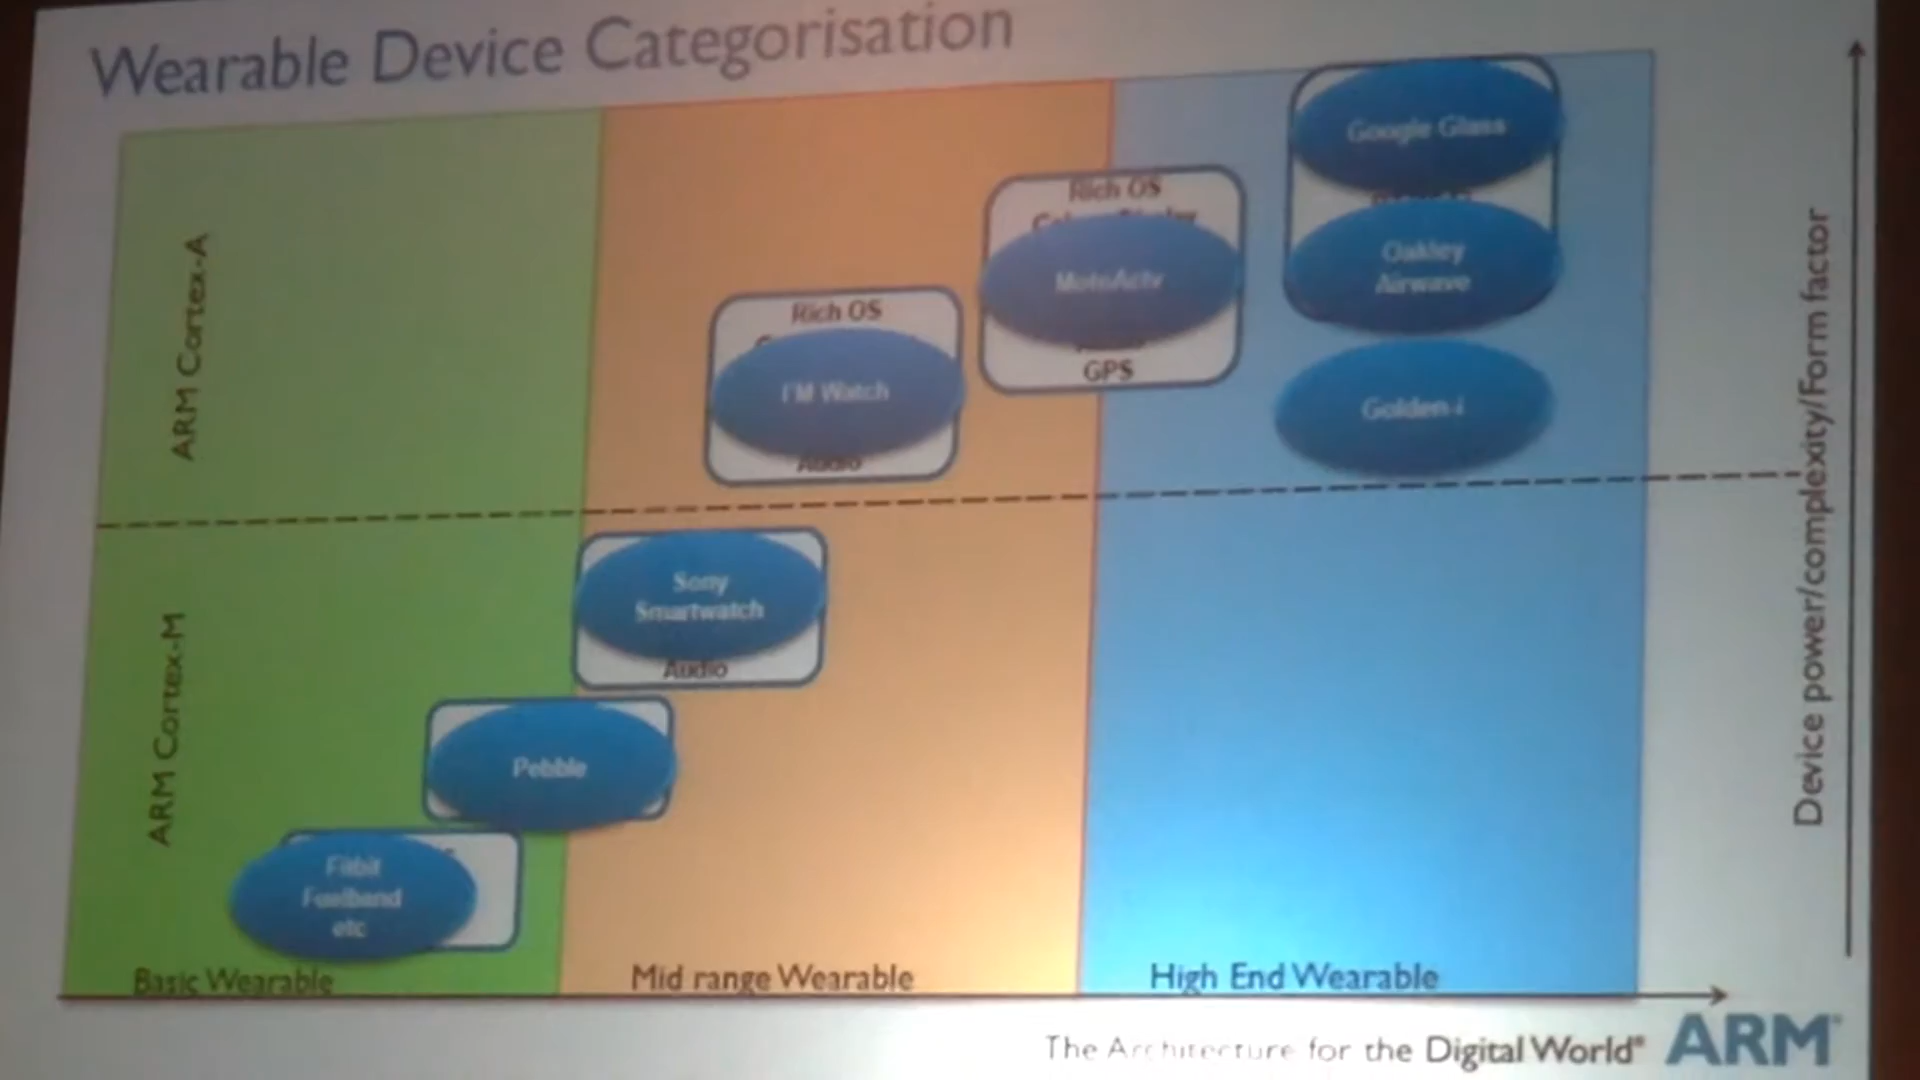 Wearable Device Categorisation
ARM Cortex-A
ARM Cortex-M
Google Glass
Oakley
Airwave
Golden-i
Rich OS
MotoActv
GPS
Rich OS
I'M Watch
Audio
Sony
Smartwatch
Audio
Pebble
Fitbit
Fuelband
etc
Basic Wearable
Mid range Wearable
High End Wearable
Device power/complexity/Form factor
The Architecture for the Digital World®
ARM